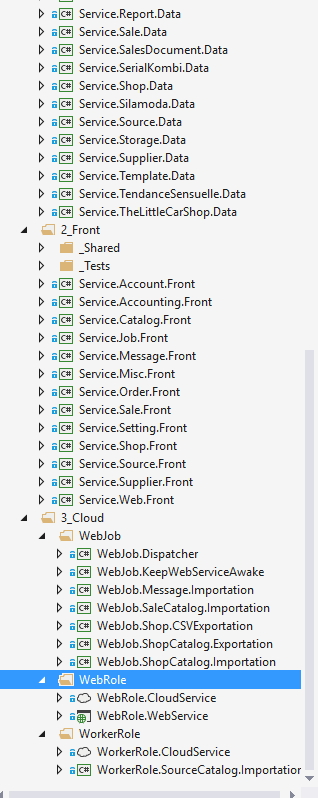 C# Service.Report.Data
C# Service.Sale.Data
C# Service.SalesDocument.Data
C# Service.SerialKombi.Data
C# Service.Shop.Data
C# Service.Silamoda.Data
C# Service.Source.Data
C# Service.Storage.Data
C# Service.Supplier.Data
C# Service.Template.Data
C# Service.TendanceSensuelle.Data
C# Service.TheLittleCarShop.Data
2_Front
_Shared
_Tests
C# Service.Account.Front
C# Service.Accounting.Front
C# Service.Catalog.Front
C# Service.Job.Front
C# Service.Message.Front
C# Service.Misc.Front
C# Service.Order.Front
C# Service.Sale.Front
C# Service.Setting.Front
C# Service.Shop.Front
C# Service.Source.Front
C# Service.Supplier.Front
C# Service.Web.Front
3_Cloud
WebJob
C# WebJob.Dispatcher
C# WebJob.KeepWebServiceAwake
C# WebJob.Message.Importation
C# WebJob.SaleCatalog.Importation
C# WebJob.Shop.CSVExportation
C# WebJob.ShopCatalog.Exportation
C# WebJob.ShopCatalog.Importation
WebRole
WebRole.CloudService
WebRole.WebService
WorkerRole
WorkerRole.CloudService
C# WorkerRole.SourceCatalog.Importation